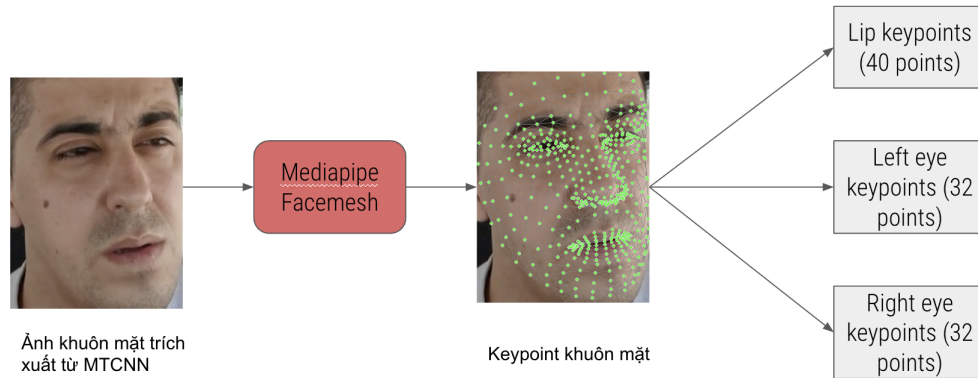 Lip keypoints
(40 points)
Mediapipe
Facemesh
Left eye
keypoints (32
points)
Right eye
keypoints (32
points)
Ảnh khuôn mặt trích
xuất từ MTCNN
Keypoint khuôn mặt